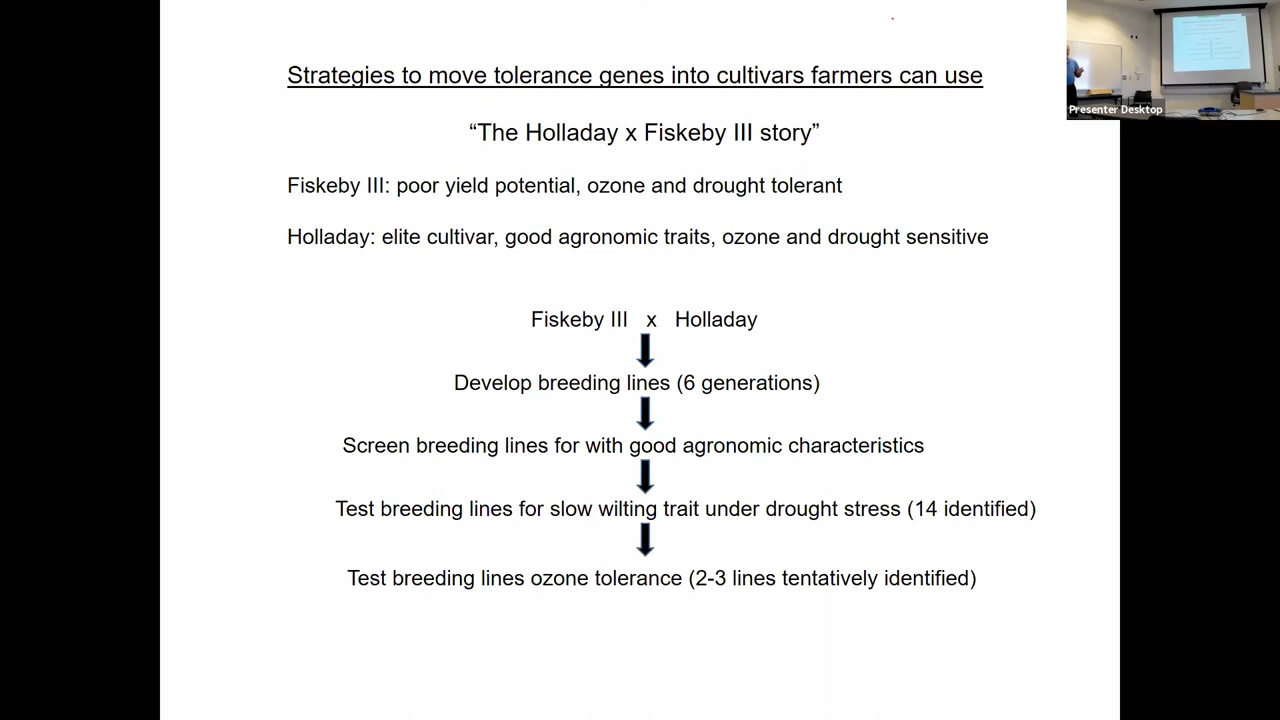 Strategies to move tolerance genes into cultivars farmers can use
“The Holladay x Fiskeby III story”
Fiskeby III: poor yield potential, ozone and drought tolerant
Holladay: elite cultivar, good agronomic traits, ozone and drought sensitive
Fiskeby III x Holladay
Develop breeding lines (6 generations)
Screen breeding lines for with good agronomic characteristics
Test breeding lines for slow wilting trait under drought stress (14 identified)
Test breeding lines ozone tolerance (2-3 lines tentatively identified)
Presenter Desktop